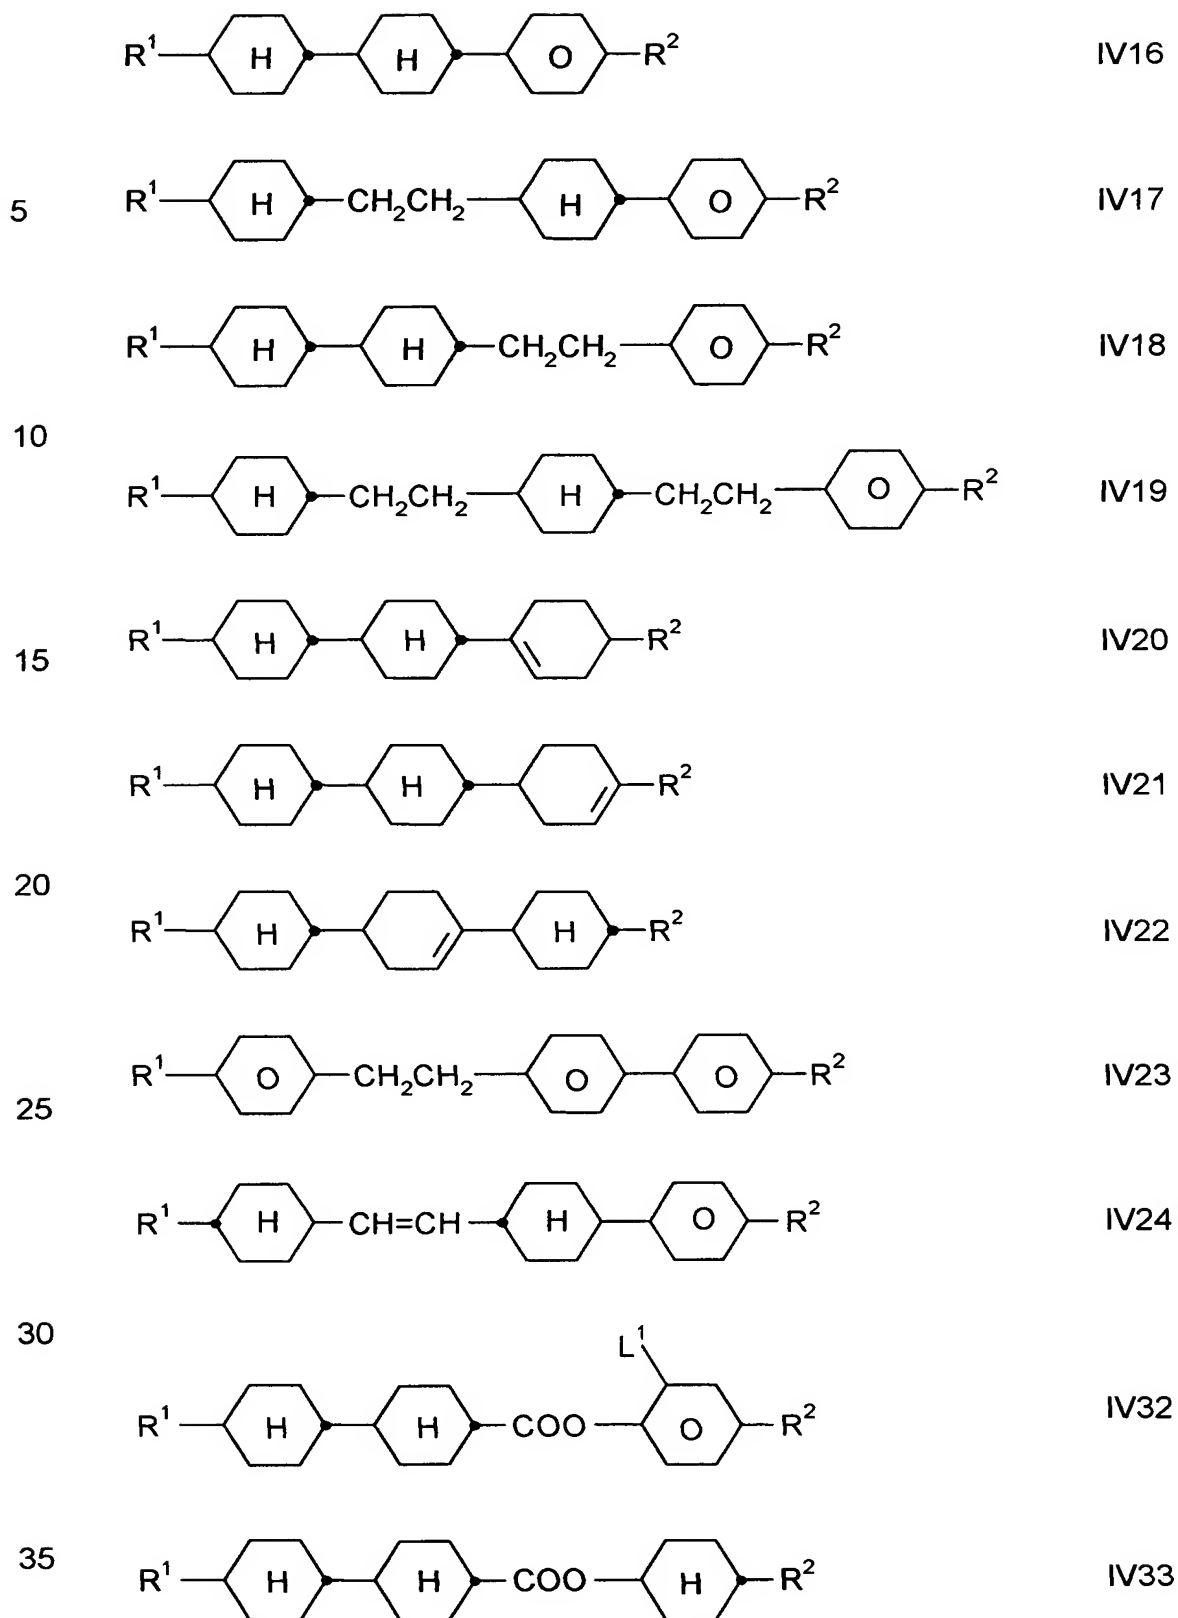 R¹ H H O R² IV16
5 R¹ H CH₂CH₂ H O R² IV17
R¹ H H CH₂CH₂ O R² IV18
10
R¹ H CH₂CH₂ H CH₂CH₂ O R² IV19
R¹ H H R² IV20
15
R¹ H H R² IV21
20
R¹ H H R² IV22
R¹ O CH₂CH₂ O O R² IV23
25
R¹ H CH=CH H O R² IV24
30
L¹
R¹ H H COO O R² IV32
35 R¹ H H COO H R² IV33